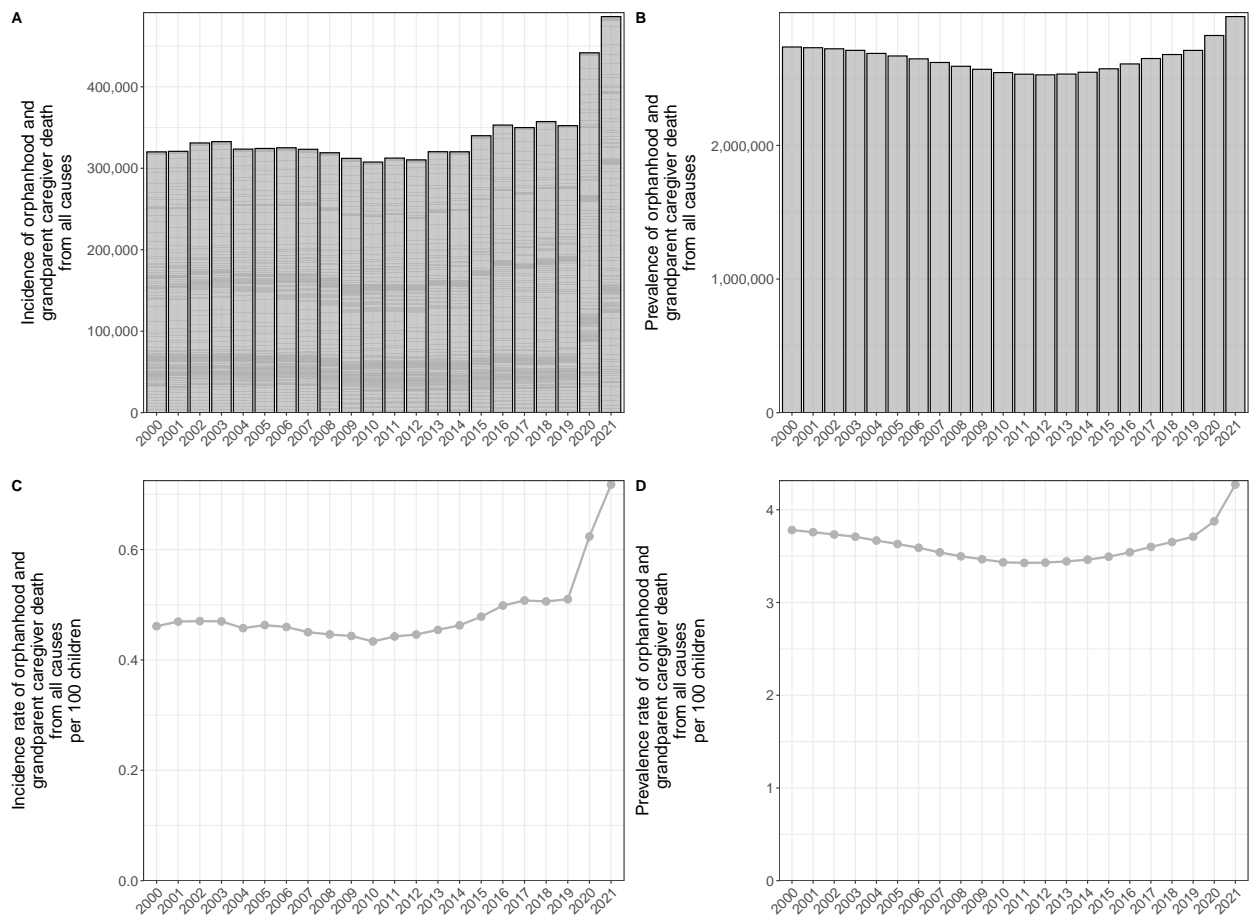 A
Incidence of orphanhood and
grandparent caregiver death
from all causes
400,000
300,000
200,000
100,000
0
2000 2001 2002 2003 2004 2005 2006 2007 2008 2009 2010 2011 2012 2013 2014 2015 2016 2017 2018 2019 2020 2021
B
Prevalence of orphanhood and
grandparent caregiver death
from all causes
2,000,000
1,000,000
0
2000 2001 2002 2003 2004 2005 2006 2007 2008 2009 2010 2011 2012 2013 2014 2015 2016 2017 2018 2019 2020 2021
C
Incidence rate of orphanhood and
grandparent caregiver death
from all causes
per 100 children
0.6
0.4
0.2
0.0
2000 2001 2002 2003 2004 2005 2006 2007 2008 2009 2010 2011 2012 2013 2014 2015 2016 2017 2018 2019 2020 2021
D
Prevalence rate of orphanhood and
grandparent caregiver death
from all causes
per 100 children
4
3
2
1
0
2000 2001 2002 2003 2004 2005 2006 2007 2008 2009 2010 2011 2012 2013 2014 2015 2016 2017 2018 2019 2020 2021